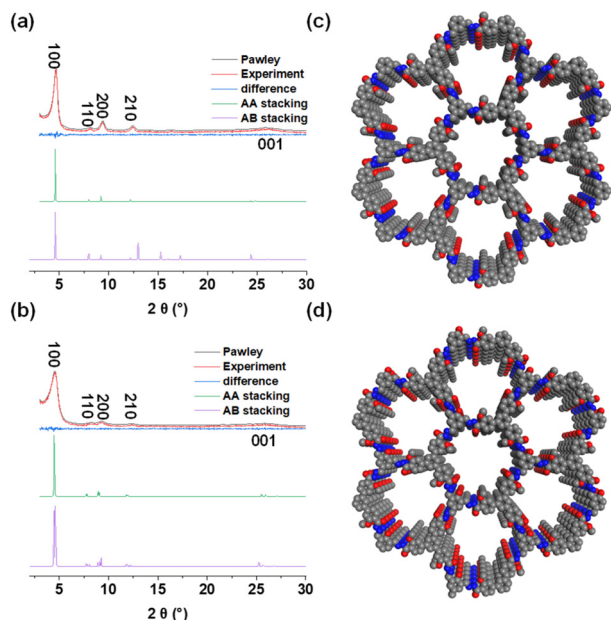 (a)
100
110
200
210
001
Pawley
Experiment
difference
AA stacking
AB stacking
5 10 15 20 25 30
2 θ (°)
(b)
100
110
200
210
001
Pawley
Experiment
difference
AA stacking
AB stacking
5 10 15 20 25 30
2 θ (°)
(c)
(d)